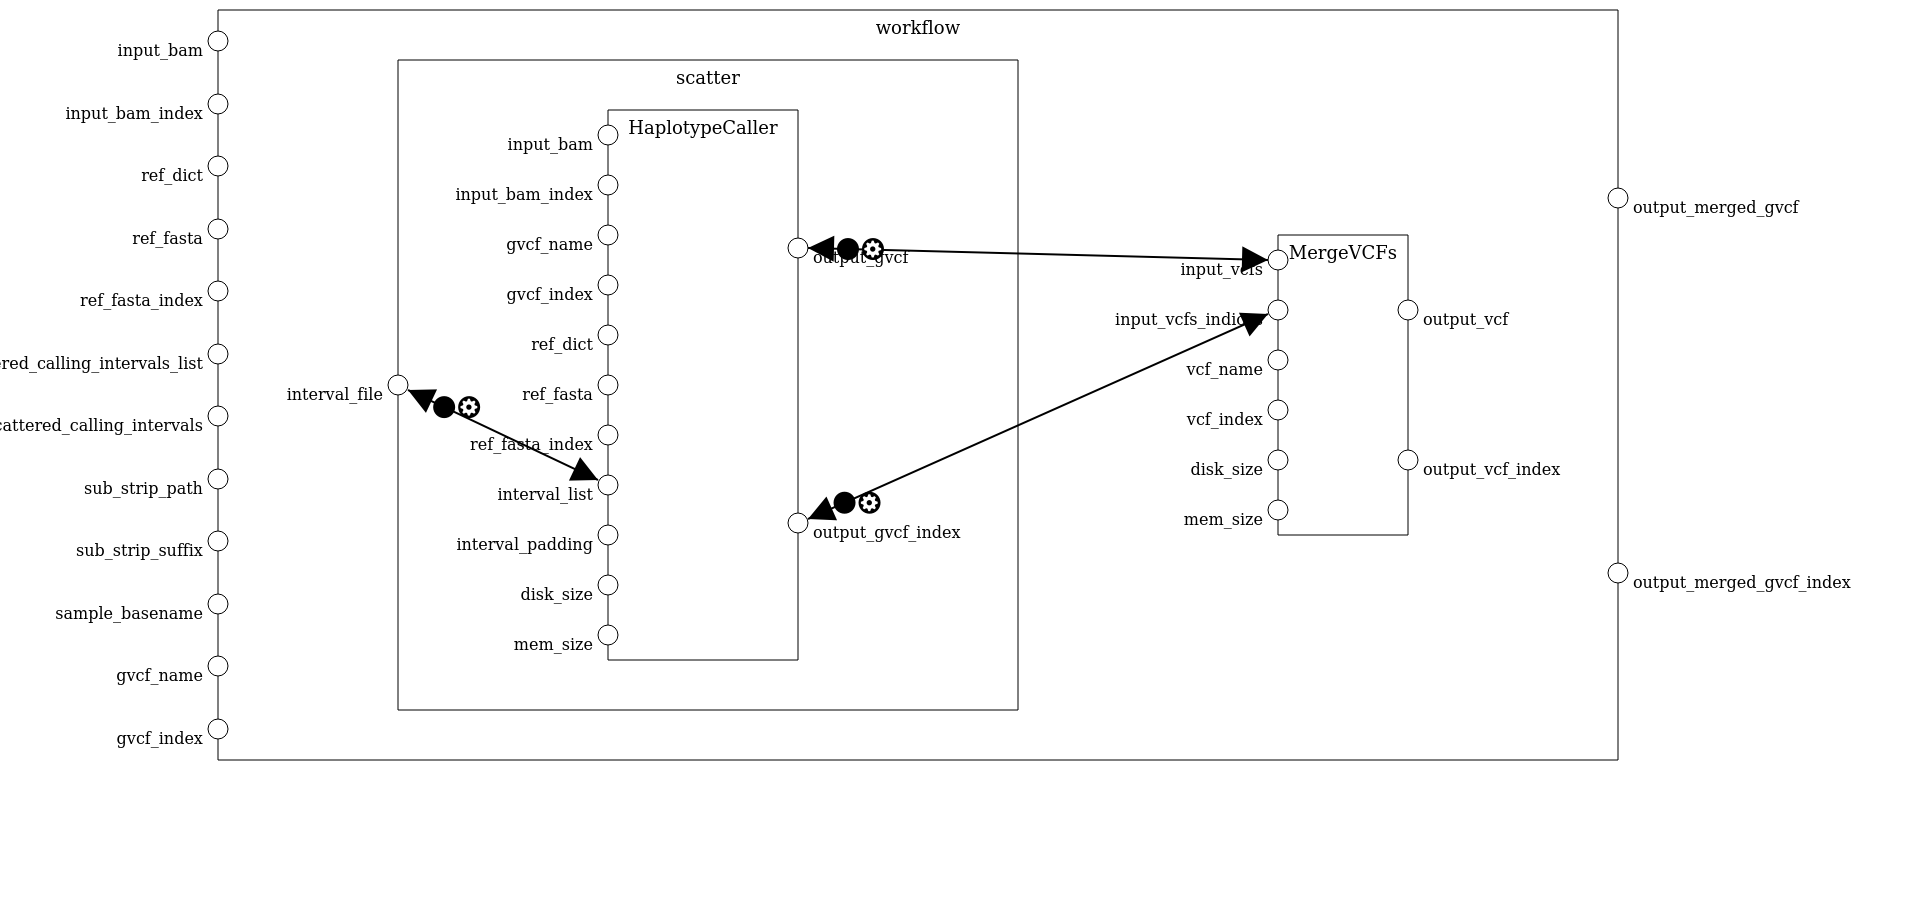 workflow
input_bam
input_bam_index
ref_dict
ref_fasta
ref_fasta_index
ered_calling_intervals_list
cattered_calling_intervals
sub_strip_path
sub_strip_suffix
sample_basename
gvcf_name
gvcf_index
scatter
interval_file
HaplotypeCaller
input_bam
input_bam_index
gvcf_name
gvcf_index
ref_dict
ref_fasta
ref_fasta_index
interval_list
interval_padding
disk_size
mem_size
output_gvcf
output_gvcf_index
MergeVCFs
input_vcfs
input_vcfs_indices
vcf_name
vcf_index
disk_size
mem_size
output_vcf
output_vcf_index
output_merged_gvcf
output_merged_gvcf_index